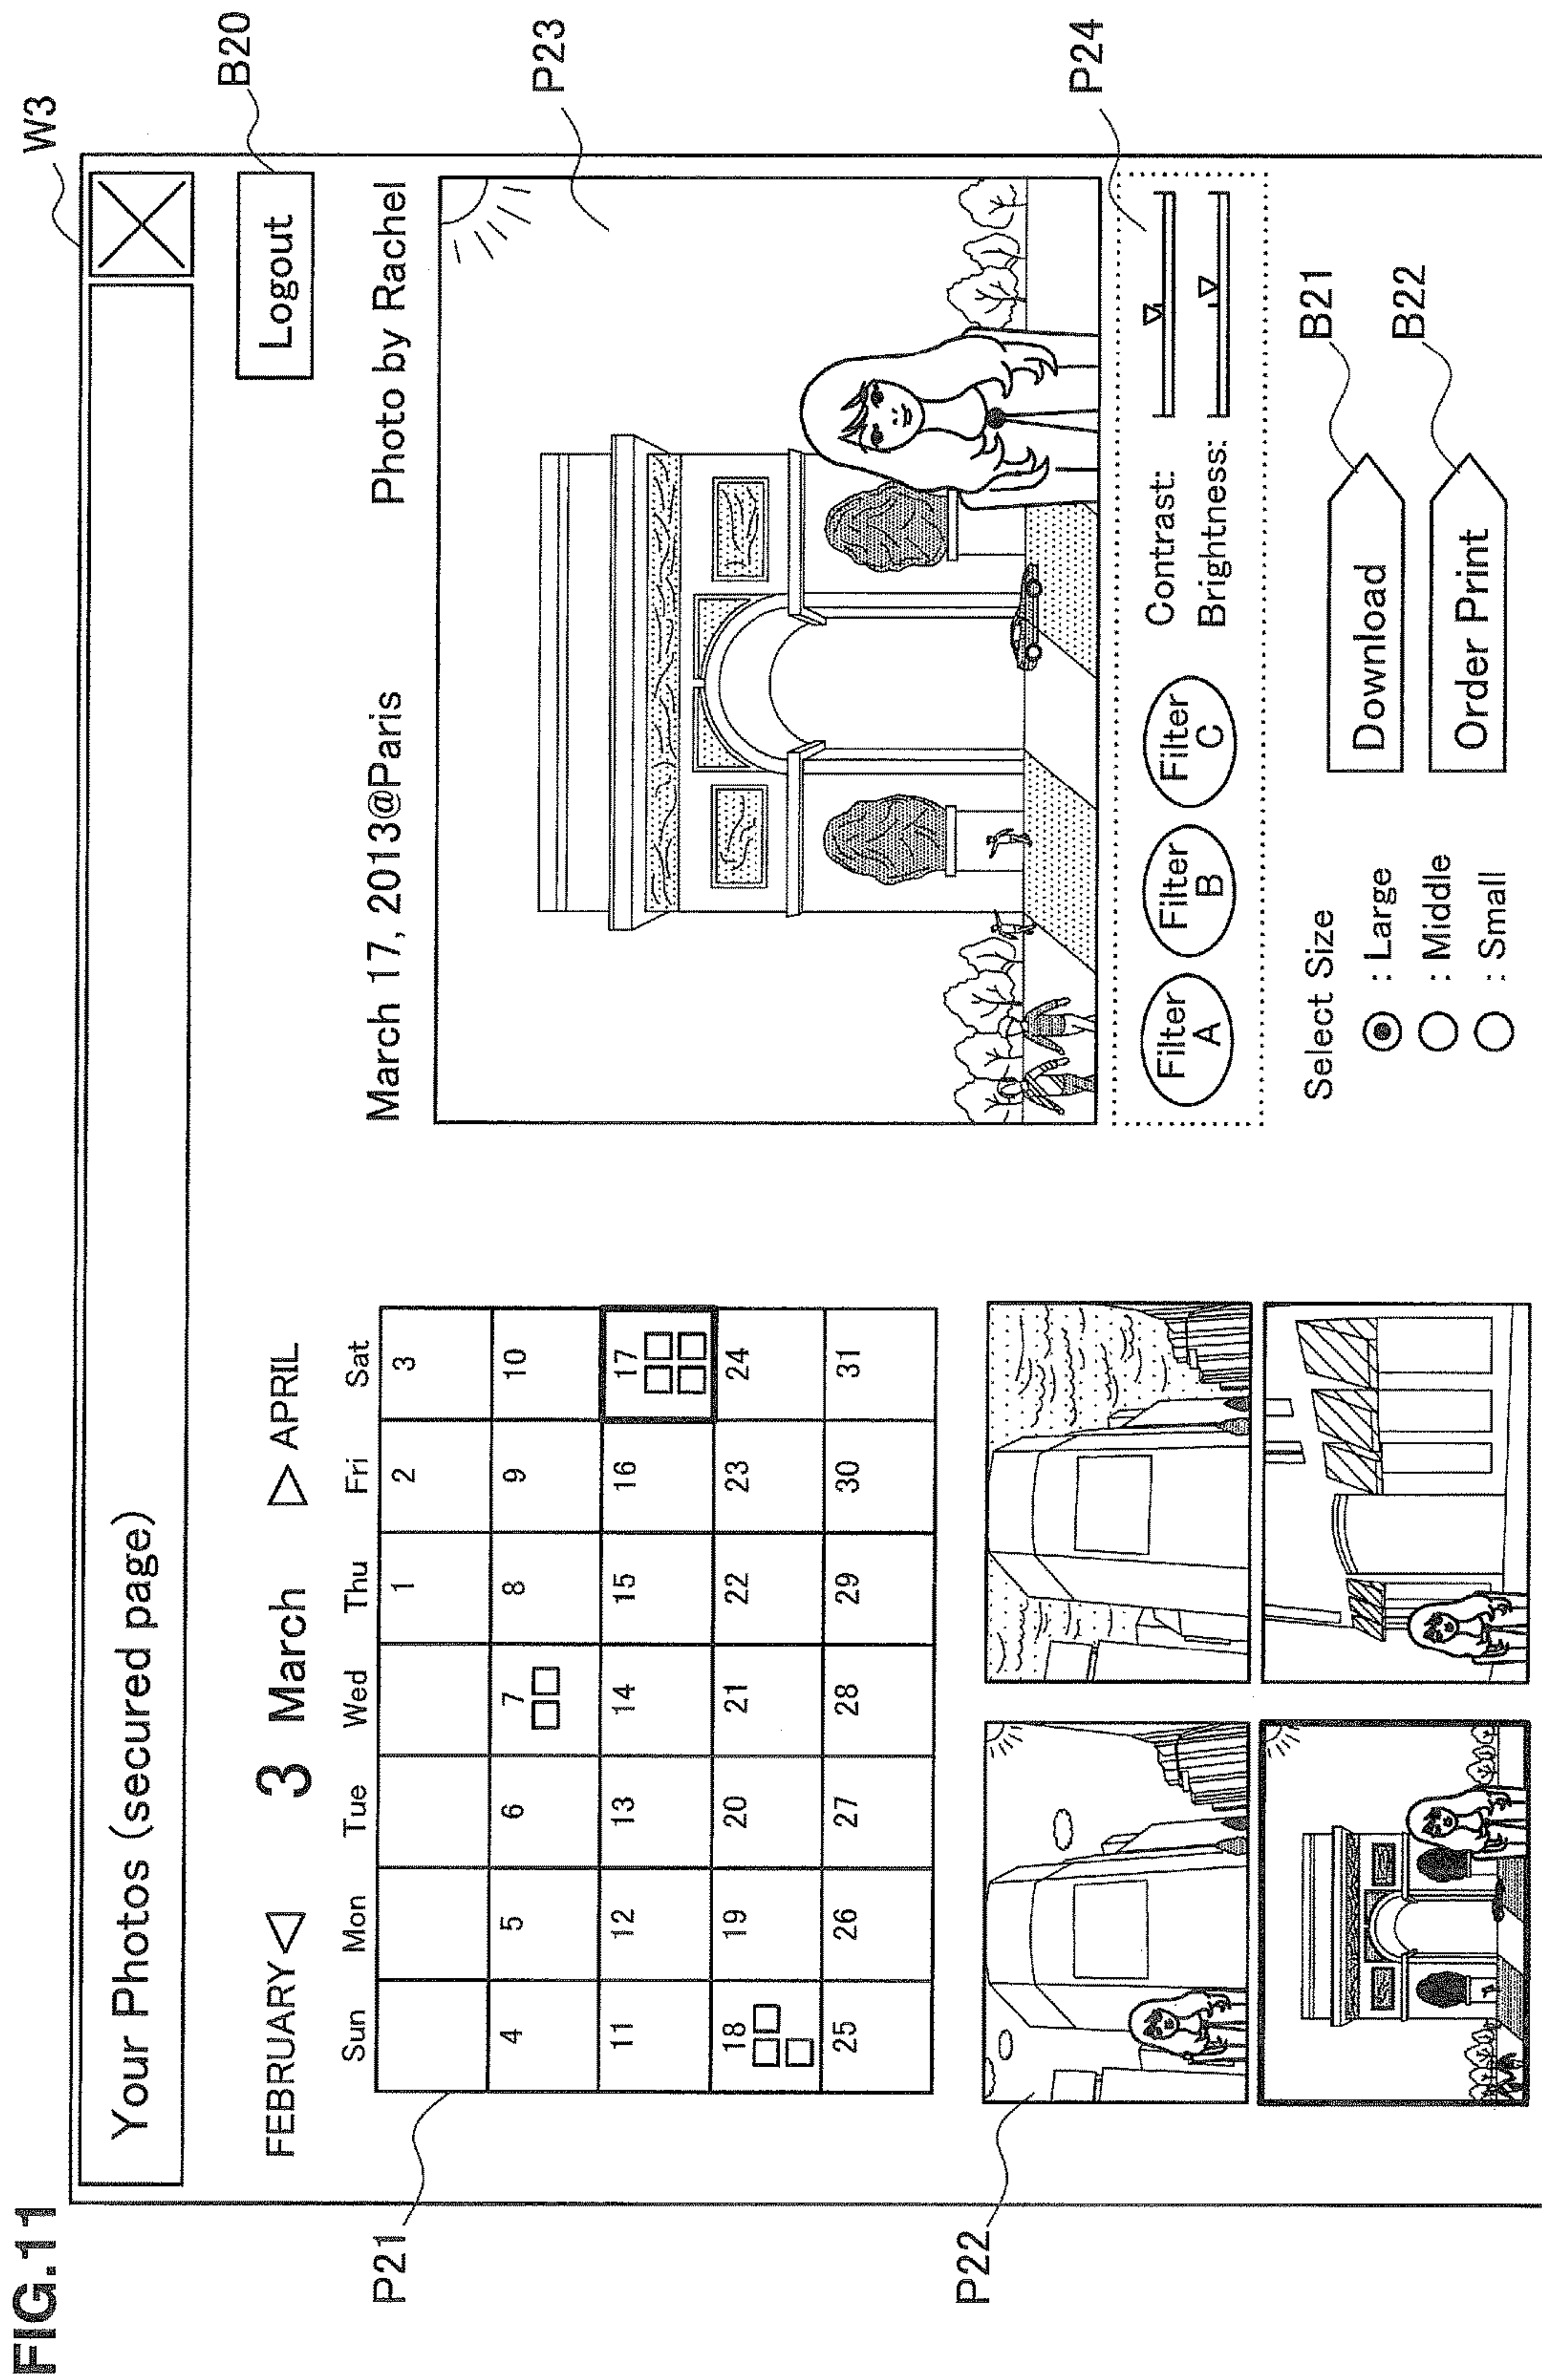 FIG.11
W3
Your Photos (secured page)
B20
Logout
FEBRUARY 3 March APRIL
Sun Mon Tue Wed Thu Fri Sat
1 2 3
4 5 6 7 8 9 10
11 12 13 14 15 16 17
18 19 20 21 22 23 24
25 26 27 28 29 30 31
P21
P22
March 17, 2013@Paris Photo by Rachel
P23
P24
Filter A
Filter B
Filter C
Contrast:
Brightness:
Select Size
: Large
: Middle
: Small
Download
B21
Order Print
B22